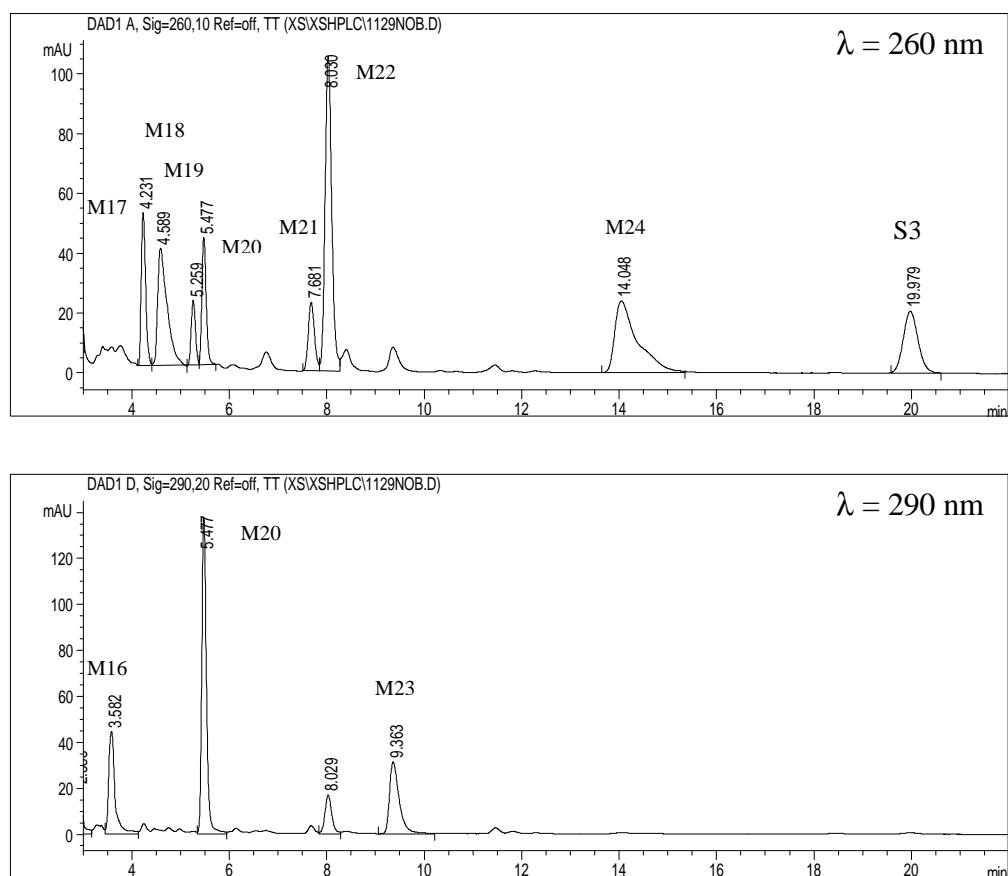 DAD1 A, Sig=260,10 Ref=off, TT (XS\XSHPLC\1129NOB.D)
mAU
λ = 260 nm
100
80
60
40
20
0
M17
M18
4.231
M19
4.589
5.259
5.477
M20
M21
7.681
8.030
M22
M24
14.048
S3
19.979
4 6 8 10 12 14 16 18 20 min
DAD1 D, Sig=290,20 Ref=off, TT (XS\XSHPLC\1129NOB.D)
mAU
λ = 290 nm
120
100
80
60
40
20
0
M16
3.582
5.477
M20
8.029
M23
9.363
4 6 8 10 12 14 16 18 20 min